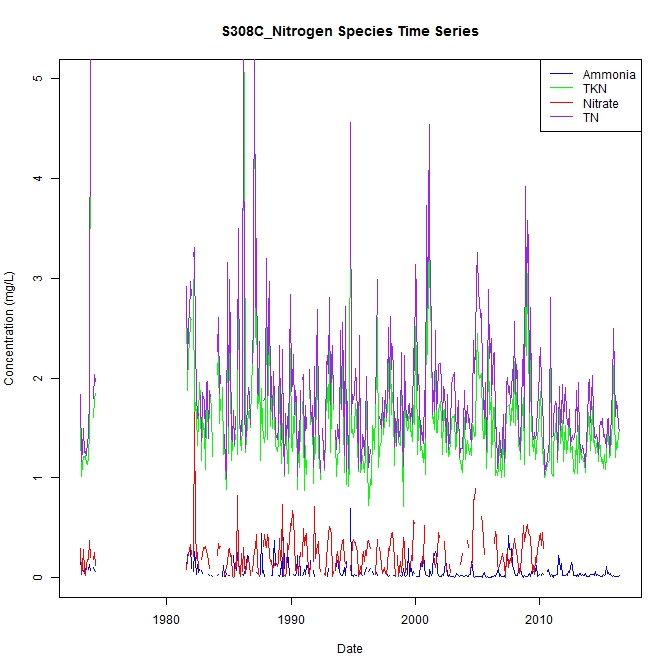 S308C_Nitrogen Species Time Series
Ammonia
TKN
Nitrate
TN
Concentration (mg/L)
5
4
3
2
1
0
1980 1990 2000 2010
Date